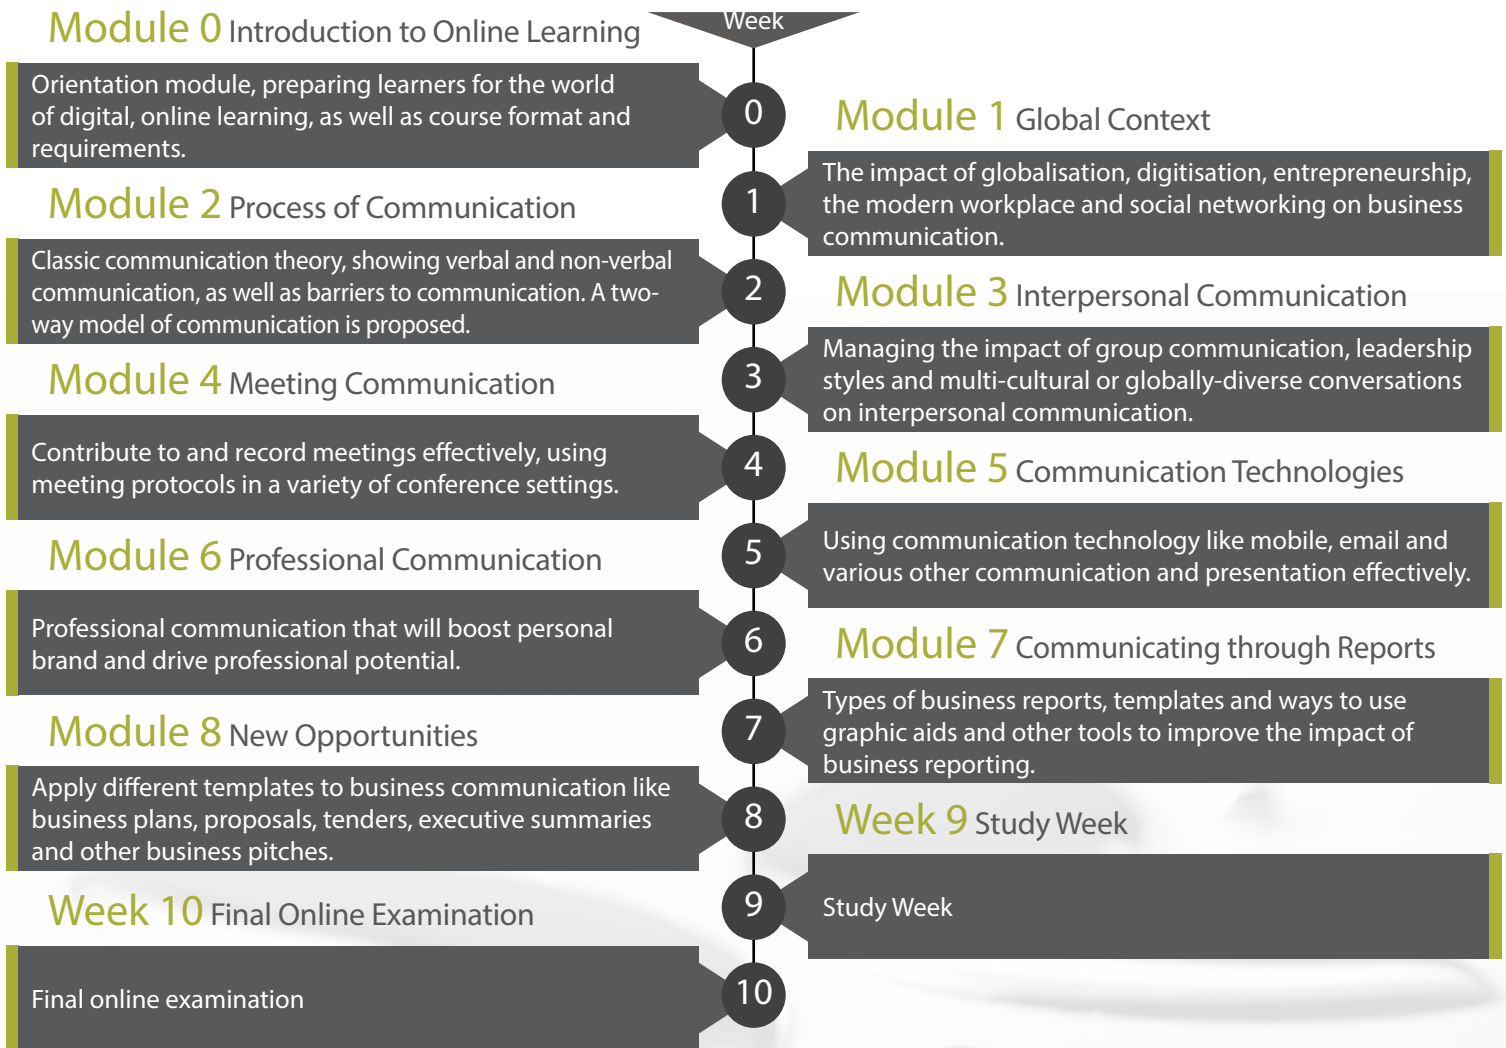 Week
Module 0 Introduction to Online Learning
Orientation module, preparing learners for the world
of digital, online learning, as well as course format and
requirements.
0
Module 1 Global Context
The impact of globalisation, digitisation, entrepreneurship,
the modern workplace and social networking on business
communication.
1
Module 2 Process of Communication
Classic communication theory, showing verbal and non-verbal
communication, as well as barriers to communication. A two-
way model of communication is proposed.
2
Module 3 Interpersonal Communication
Managing the impact of group communication, leadership
styles and multi-cultural or globally-diverse conversations
on interpersonal communication.
3
Module 4 Meeting Communication
Contribute to and record meetings effectively, using
meeting protocols in a variety of conference settings.
4
Module 5 Communication Technologies
Using communication technology like mobile, email and
various other communication and presentation effectively.
5
Module 6 Professional Communication
Professional communication that will boost personal
brand and drive professional potential.
6
Module 7 Communicating through Reports
Types of business reports, templates and ways to use
graphic aids and other tools to improve the impact of
business reporting.
7
Module 8 New Opportunities
Apply different templates to business communication like
business plans, proposals, tenders, executive summaries
and other business pitches.
8
Week 9 Study Week
Study Week
9
Week 10 Final Online Examination
Final online examination
10